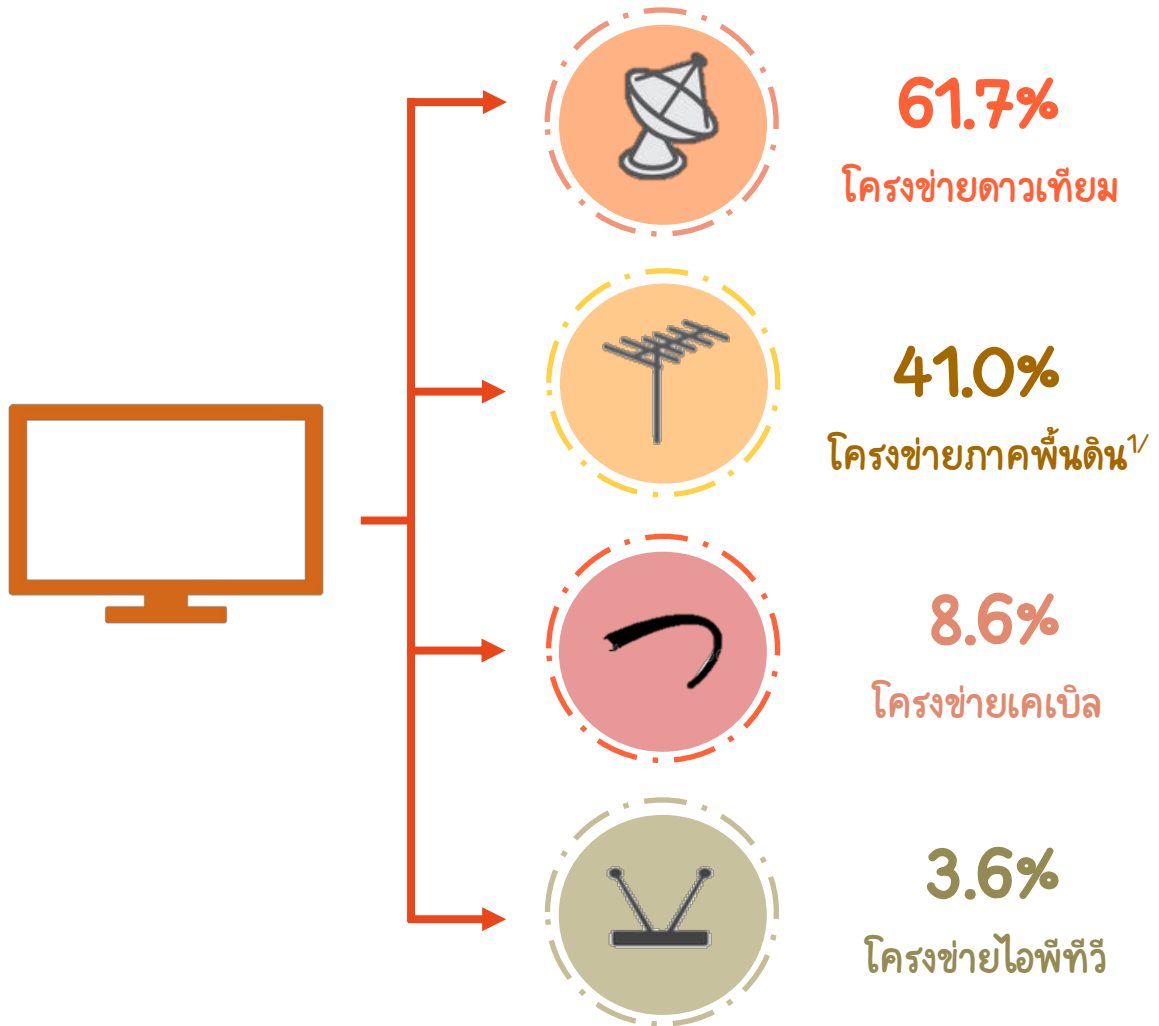 61.7%
โครงข่ายดาวเทียม
41.0%
โครงข่ายภาคพื้นดิน1/
8.6%
โครงข่ายเคเบิล
3.6%
โครงข่ายไอพีทีวี